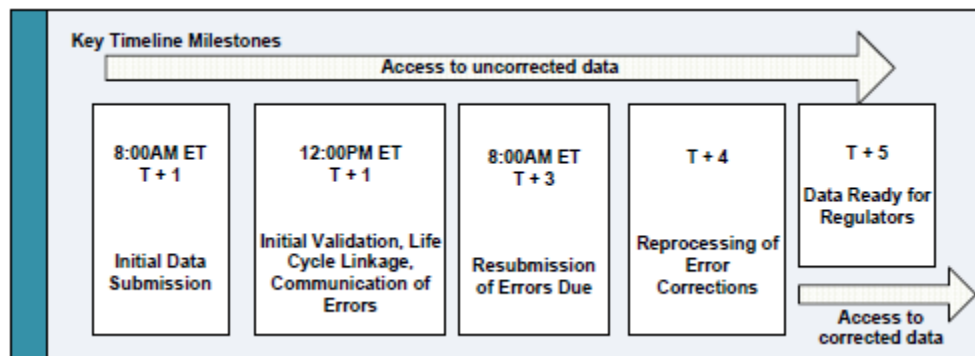 Key Timeline Milestones
Access to uncorrected data
8:00AM ET
T + 1
Initial Data
Submission
12:00PM ET
T + 1
Initial Validation, Life
Cycle Linkage,
Communication of
Errors
8:00AM ET
T + 3
Resubmission
of Errors Due
T + 4
Reprocessing of
Error
Corrections
T + 5
Data Ready for
Regulators
Access to
corrected data